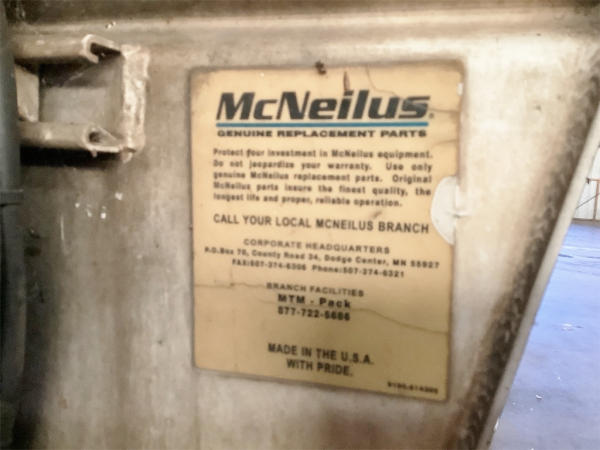 McNeilus®
GENUINE REPLACEMENT PARTS
Protect Your investment in McNeilus equipment.
Do not jeopardize your warranty. Use only
genuine McNeilus replacement parts. Original
McNeilus parts insure the finest quality, the
longest life and proper, reliable operation.
CALL YOUR LOCAL MCNEILUS BRANCH
CORPORATE HEADQUARTERS
P.O.Box 70, County Road 34, Dodge Center, MN 55927
FAX:507-374-6306 Phone:507-374-6321
BRANCH FACILITIES
MTM - Pack
877-722-5686
MADE IN THE U.S.A.
WITH PRIDE.